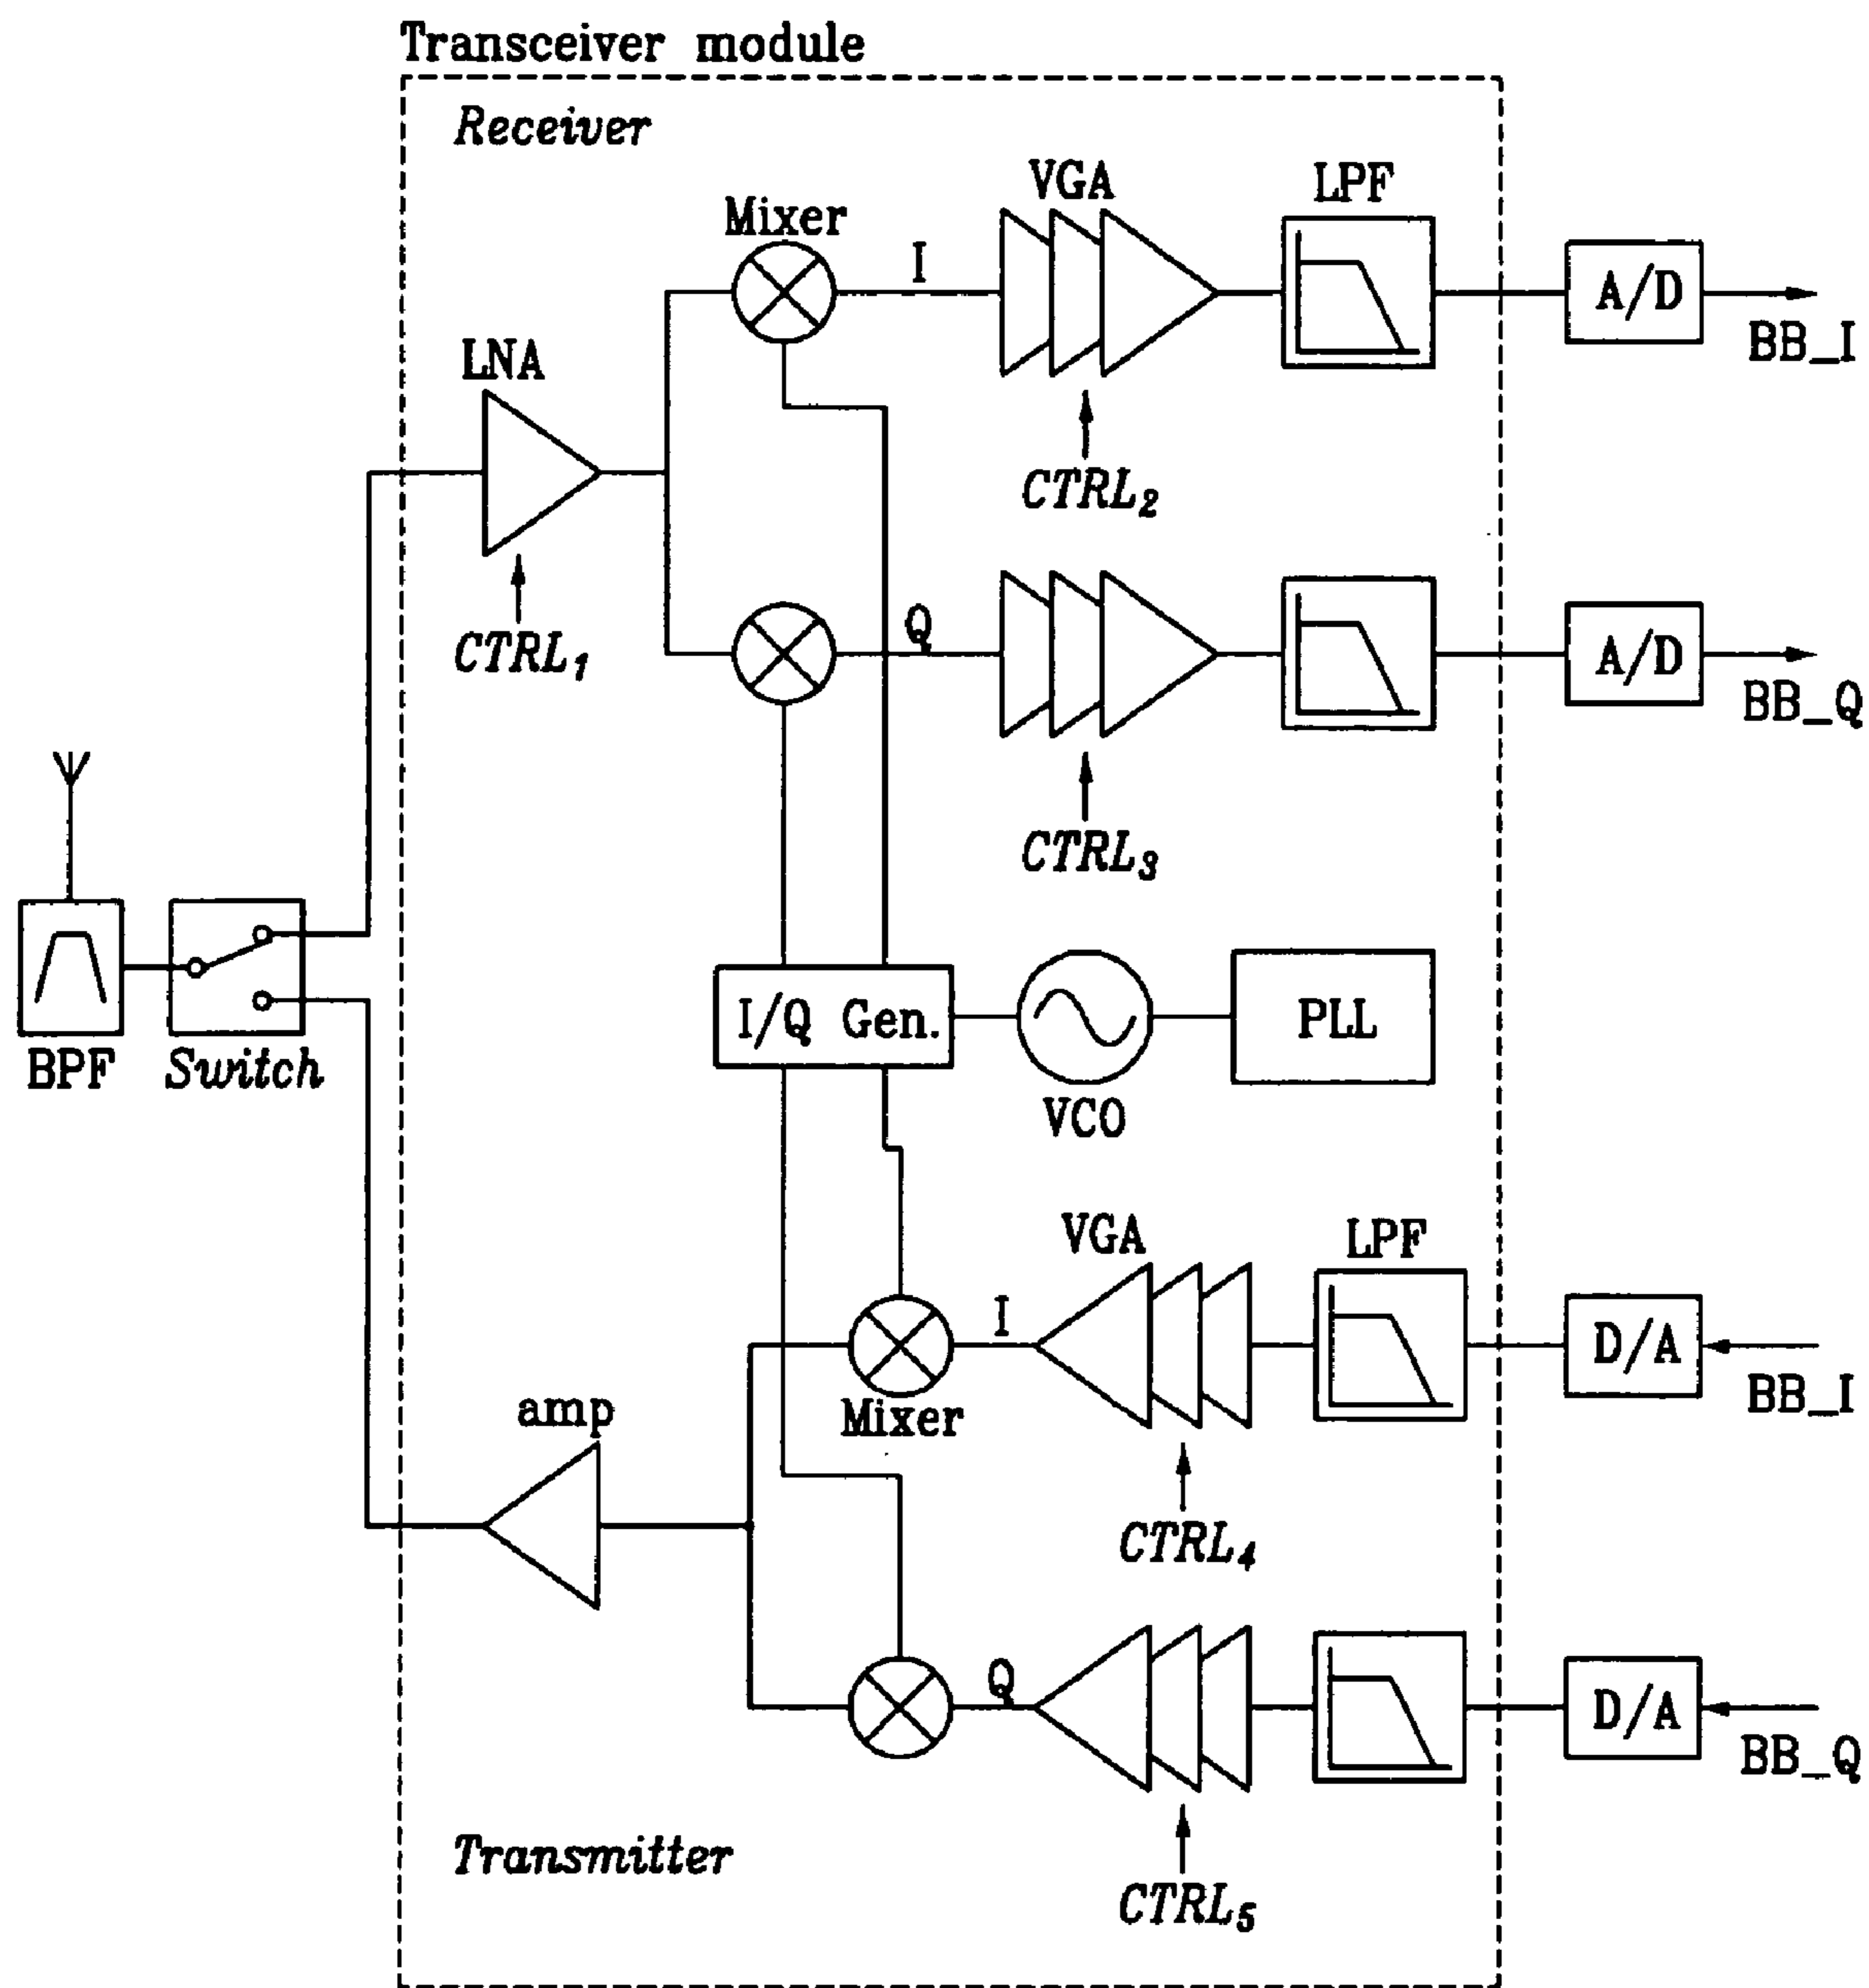 Transceiver module
Receiver
Mixer
VGA
LPF
I
A/D
BB_I
LNA
CTRL₂
CTRL₁
Q
A/D
BB_Q
CTRL₃
BPF
Switch
I/Q Gen.
PLL
VCO
VGA
LPF
I
D/A
BB_I
amp
Mixer
CTRL₄
Q
D/A
BB_Q
Transmitter
CTRL₅